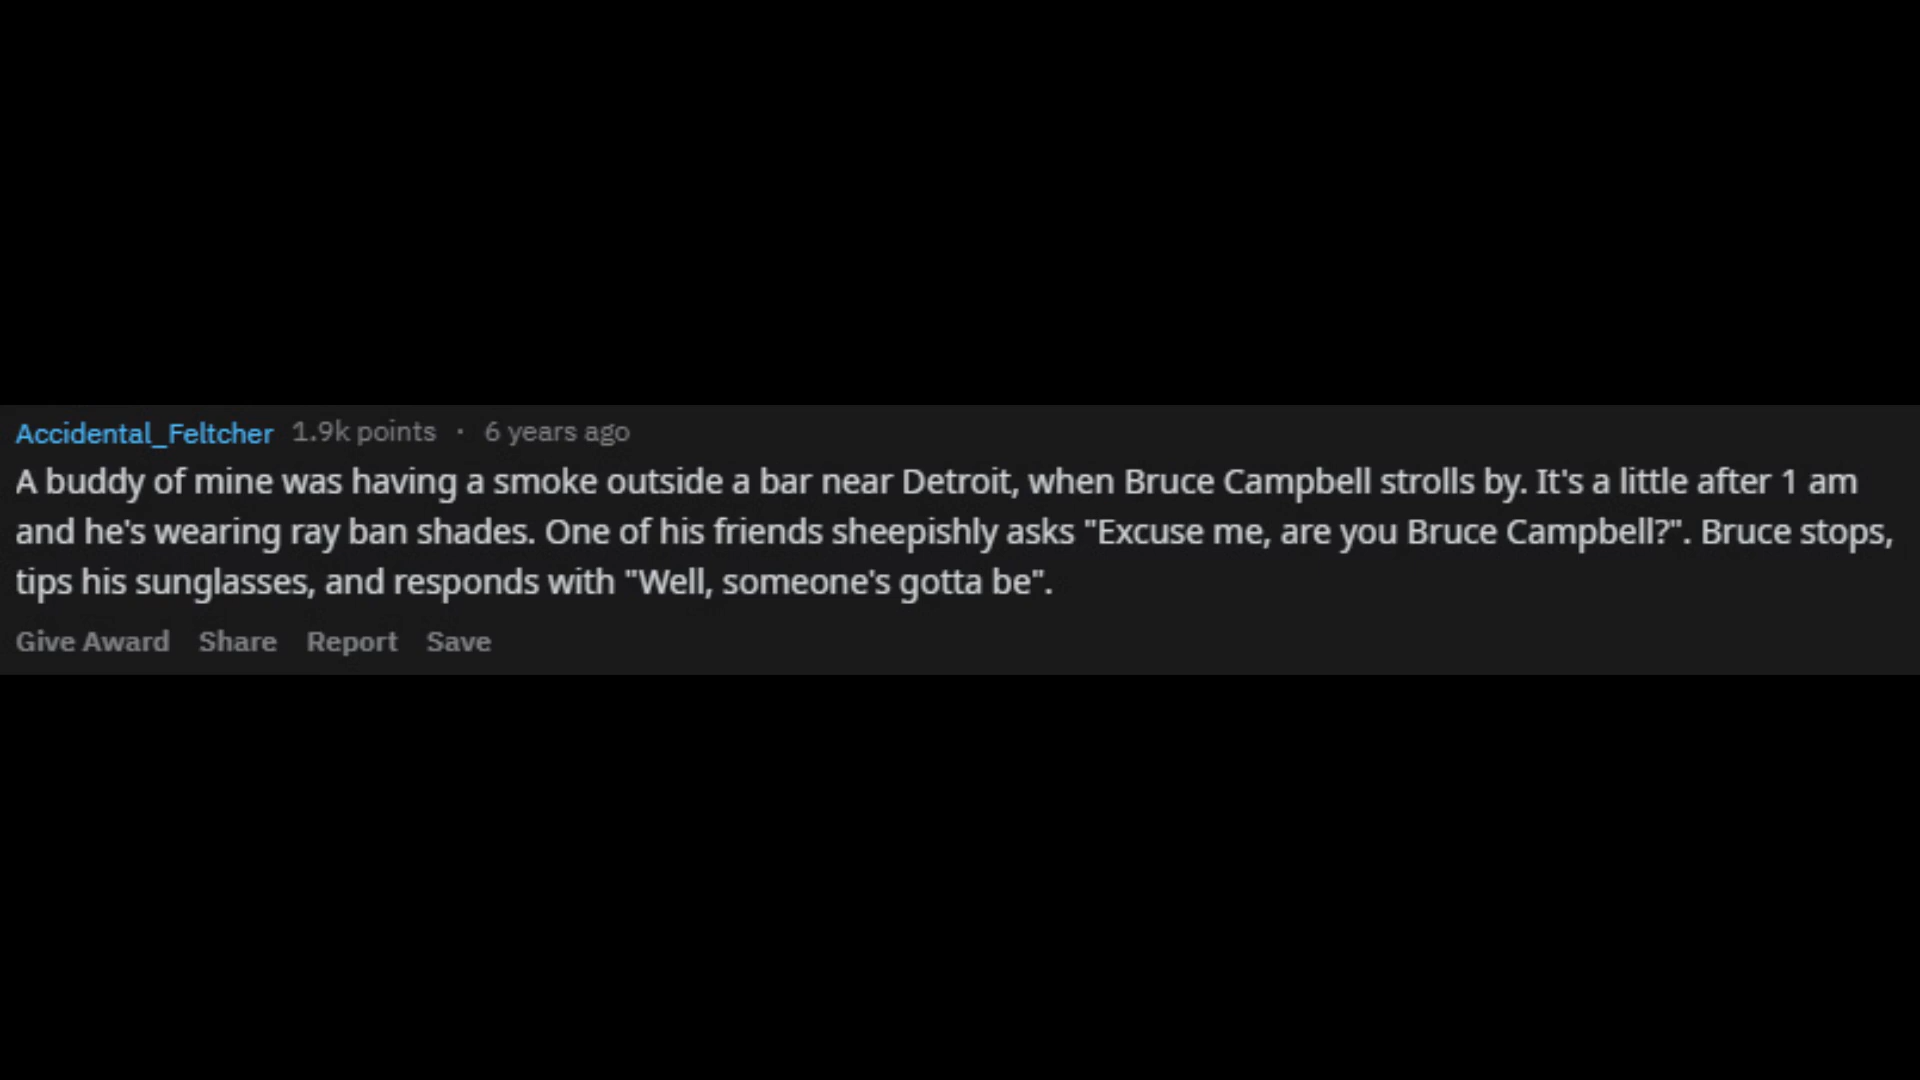 Accidental_Feltcher 1.9k points · 6 years ago
A buddy of mine was having a smoke outside a bar near Detroit, when Bruce Campbell strolls by. It's a little after 1 am
and he's wearing ray ban shades. One of his friends sheepishly asks "Excuse me, are you Bruce Campbell?". Bruce stops,
tips his sunglasses, and responds with "Well, someone's gotta be".
Give Award Share Report Save